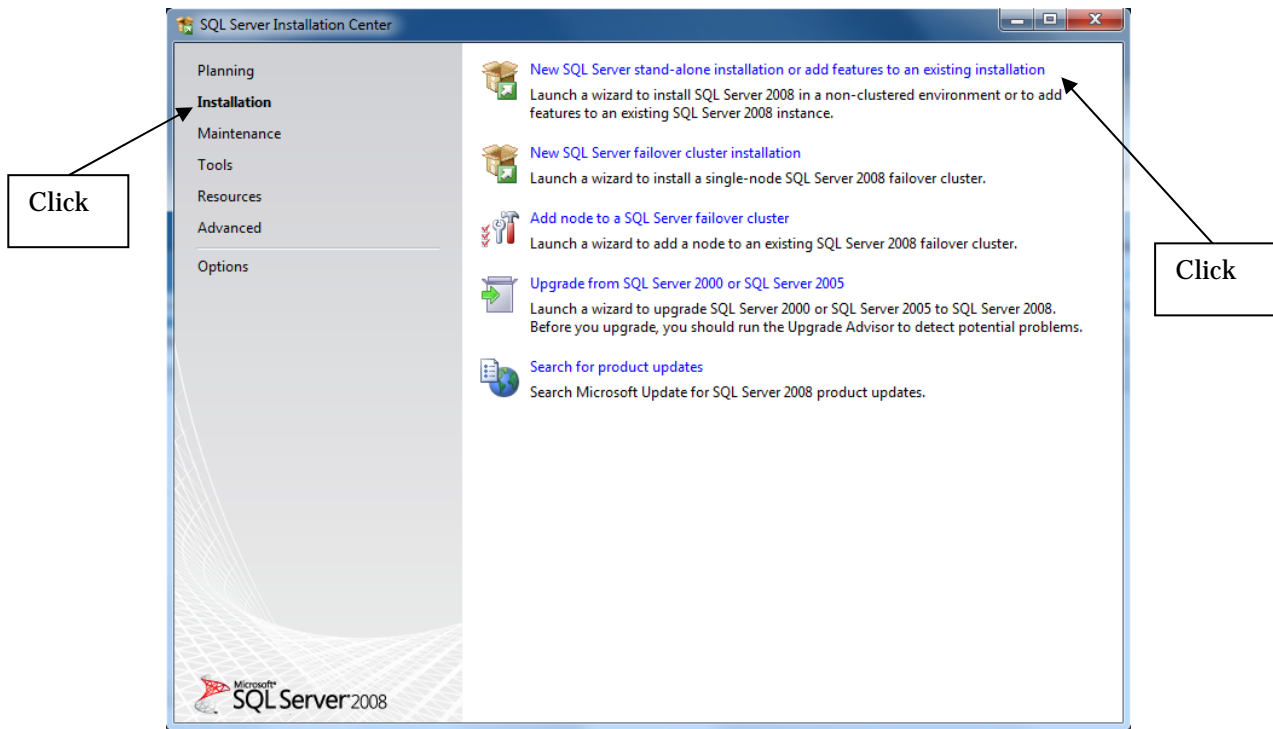 SQL Server Installation Center
Planning
Installation
Maintenance
Tools
Resources
Advanced
Options
Click
New SQL Server stand-alone installation or add features to an existing installation
Launch a wizard to install SQL Server 2008 in a non-clustered environment or to add
features to an existing SQL Server 2008 instance.
New SQL Server failover cluster installation
Launch a wizard to install a single-node SQL Server 2008 failover cluster.
Add node to a SQL Server failover cluster
Launch a wizard to add a node to an existing SQL Server 2008 failover cluster.
Upgrade from SQL Server 2000 or SQL Server 2005
Launch a wizard to upgrade SQL Server 2000 or SQL Server 2005 to SQL Server 2008.
Before you upgrade, you should run the Upgrade Advisor to detect potential problems.
Search for product updates
Search Microsoft Update for SQL Server 2008 product updates.
Click
Microsoft
SQL Server 2008